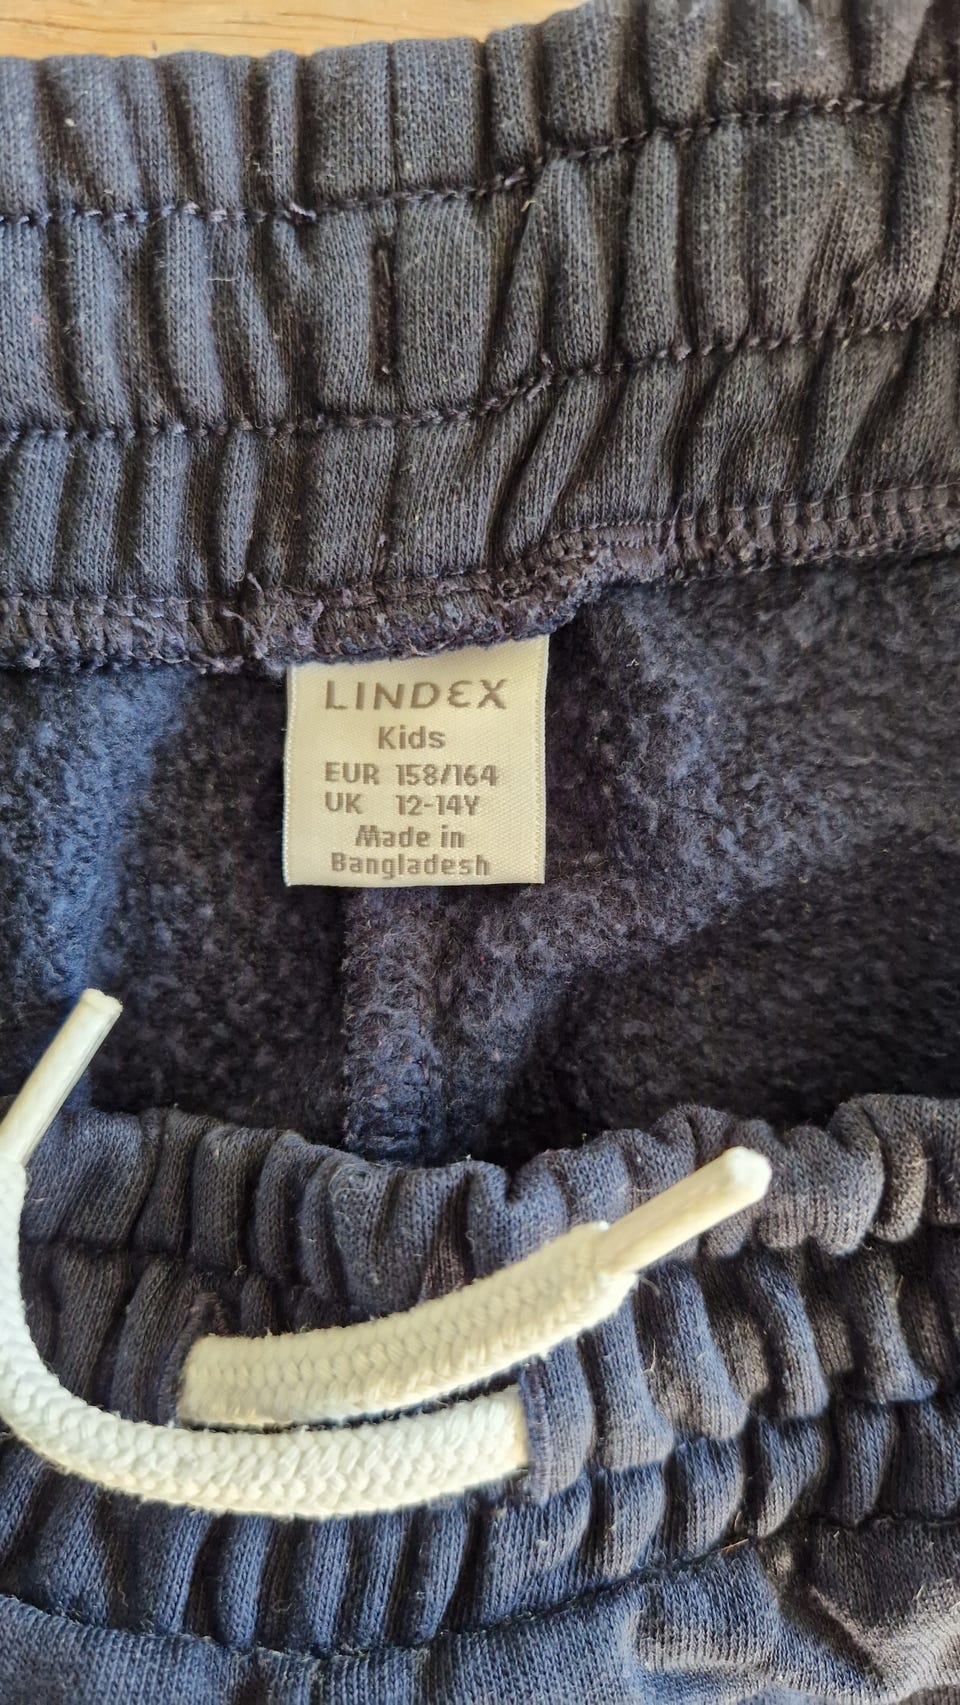 LINDEX
Kids
EUR 158/164
UK 12-14Y
Made in
Bangladesh